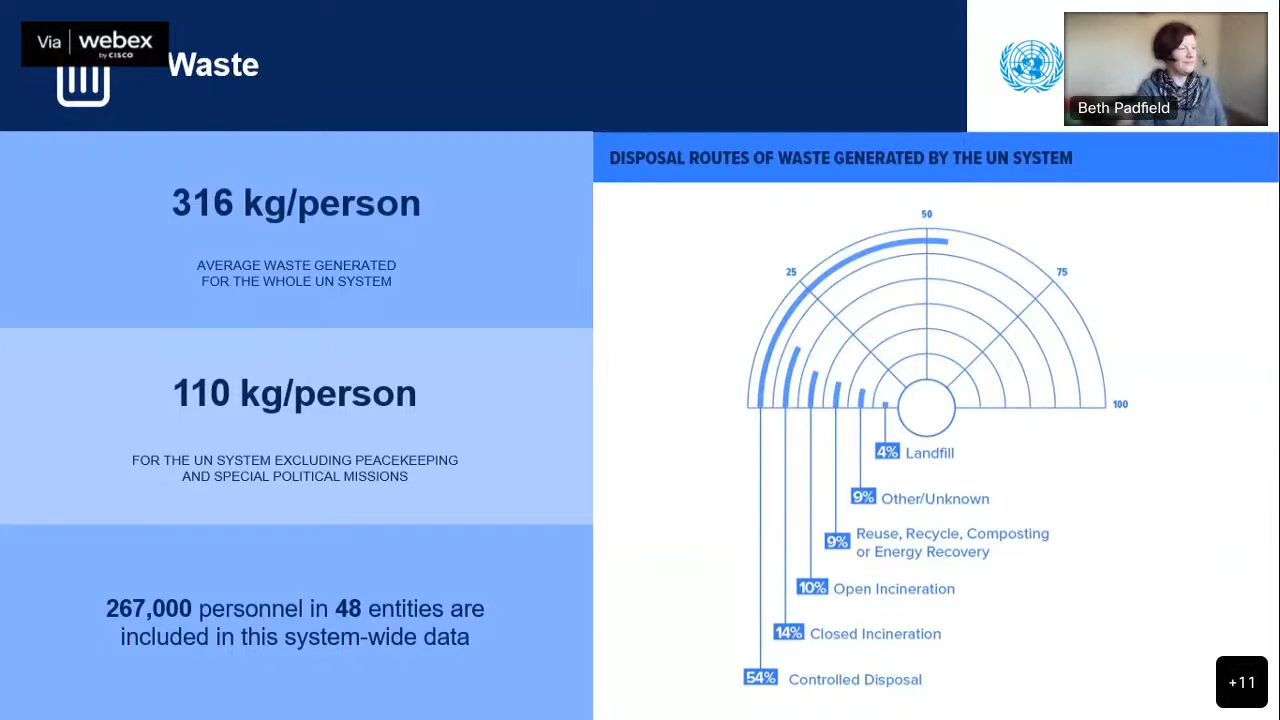 Via webex
by CISCO
Waste
Beth Padfield
316 kg/person
AVERAGE WASTE GENERATED
FOR THE WHOLE UN SYSTEM
110 kg/person
FOR THE UN SYSTEM EXCLUDING PEACEKEEPING
AND SPECIAL POLITICAL MISSIONS
267,000 personnel in 48 entities are
included in this system-wide data
DISPOSAL ROUTES OF WASTE GENERATED BY THE UN SYSTEM
50
25
75
100
4% Landfill
9% Other/Unknown
9% Reuse, Recycle, Composting
or Energy Recovery
10% Open Incineration
14% Closed Incineration
54% Controlled Disposal
+11